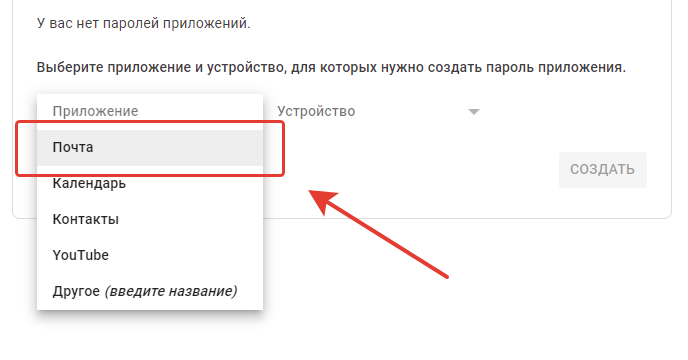 У вас нет паролей приложений.
Выберите приложение и устройство, для которых нужно создать пароль приложения.
Приложение
Устройство
Почта
Календарь
Контакты
YouTube
Другое (введите название)
СОЗДАТЬ